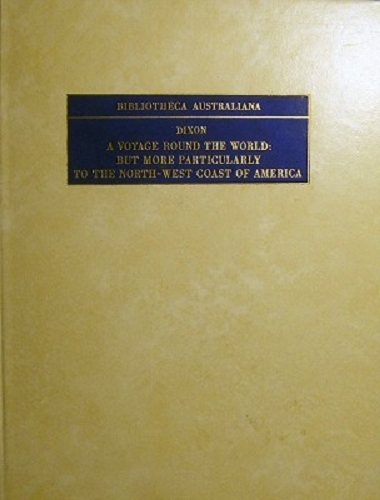 BIBLIOTHECA AUSTRALIANA
DIXON
A VOYAGE ROUND THE WORLD:
BUT MORE PARTICULARLY
TO THE NORTH-WEST COAST OF AMERICA